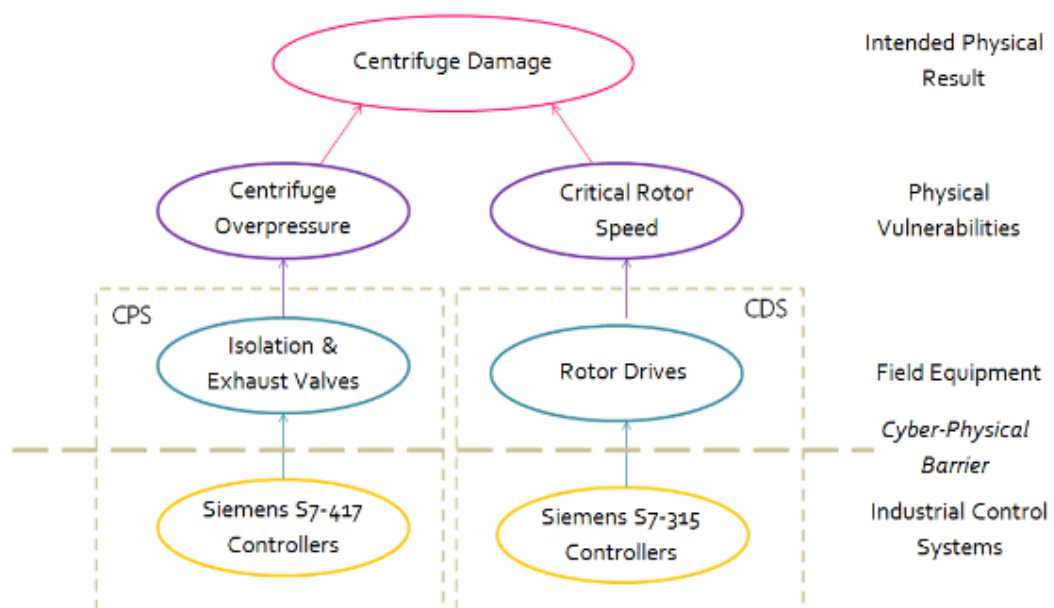 Centrifuge Damage
Intended Physical
Result
Centrifuge
Overpressure
Critical Rotor
Speed
Physical
Vulnerabilities
CPS
CDS
Isolation &
Exhaust Valves
Rotor Drives
Field Equipment
Cyber-Physical
Barrier
Siemens S7-417
Controllers
Siemens S7-315
Controllers
Industrial Control
Systems